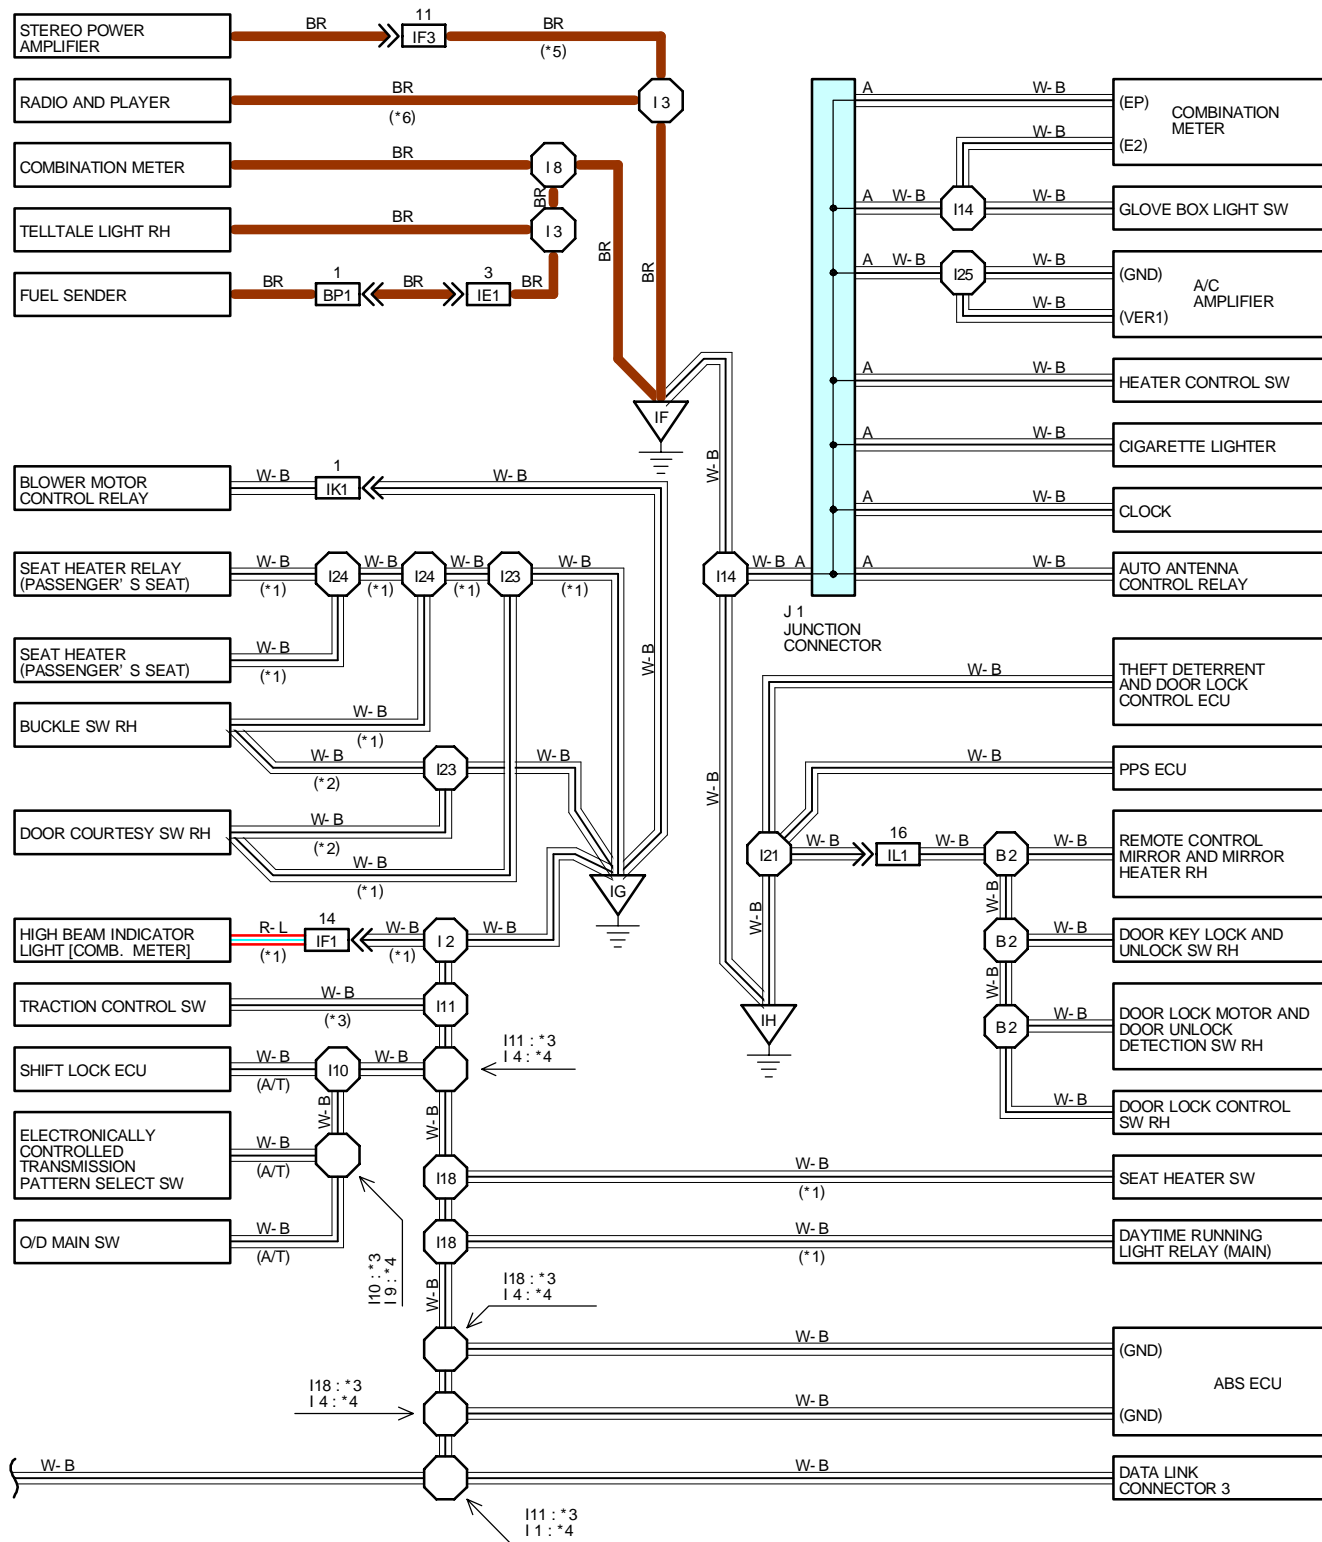 STEREO POWER
AMPLIFIER
BR
11
IF3
BR
(*5)
RADIO AND PLAYER
BR
(*6)
I 3
COMBINATION METER
BR
I 8
BR
TELLTALE LIGHT RH
BR
I 3
FUEL SENDER
BR
1
BP1
BR
3
IE1
BR
BR
BR
IF
BLOWER MOTOR
CONTROL RELAY
W-B
1
IK1
W-B
SEAT HEATER RELAY
(PASSENGER' S SEAT)
W-B
(*1)
I24
W-B
(*1)
I24
W-B
(*1)
I23
W-B
(*1)
SEAT HEATER
(PASSENGER' S SEAT)
W-B
(*1)
W-B
BUCKLE SW RH
W-B
(*1)
W-B
(*2)
I23
W-B
DOOR COURTESY SW RH
W-B
(*2)
W-B
(*1)
IG
HIGH BEAM INDICATOR
LIGHT [COMB. METER]
R-L
(*1)
14
IF1
W-B
(*1)
I 2
W-B
TRACTION CONTROL SW
W-B
(*3)
I11
SHIFT LOCK ECU
W-B
(A/T)
I10
W-B
I11 : *3
I 4 : *4
W-B
W-B
ELECTRONICALLY
CONTROLLED
TRANSMISSION
PATTERN SELECT SW
W-B
(A/T)
I10 : *3
I 9 : *4
O/D MAIN SW
W-B
(A/T)
I18
W-B
(*1)
SEAT HEATER SW
I18
W-B
(*1)
DAYTIME RUNNING
LIGHT RELAY (MAIN)
W-B
I18 : *3
I 4 : *4
W-B
(GND)
ABS ECU
I18 : *3
I 4 : *4
W-B
(GND)
W-B
W-B
DATA LINK
CONNECTOR 3
I11 : *3
I 1 : *4
A
W-B
(EP)
COMBINATION
METER
W-B
(E2)
A
W-B
I14
W-B
GLOVE BOX LIGHT SW
A
W-B
I25
W-B
(GND)
A/C
AMPLIFIER
W-B
(VER1)
A
W-B
HEATER CONTROL SW
A
W-B
CIGARETTE LIGHTER
A
W-B
CLOCK
W-B
I14
W-B
A
A
W-B
AUTO ANTENNA
CONTROL RELAY
J 1
JUNCTION
CONNECTOR
W-B
THEFT DETERRENT
AND DOOR LOCK
CONTROL ECU
W-B
PPS ECU
W-B
I21
W-B
16
IL1
W-B
B 2
W-B
REMOTE CONTROL
MIRROR AND MIRROR
HEATER RH
W-B
W-B
B 2
W-B
DOOR KEY LOCK AND
UNLOCK SW RH
W-B
IH
B 2
W-B
DOOR LOCK MOTOR AND
DOOR UNLOCK
DETECTION SW RH
W-B
DOOR LOCK CONTROL
SW RH